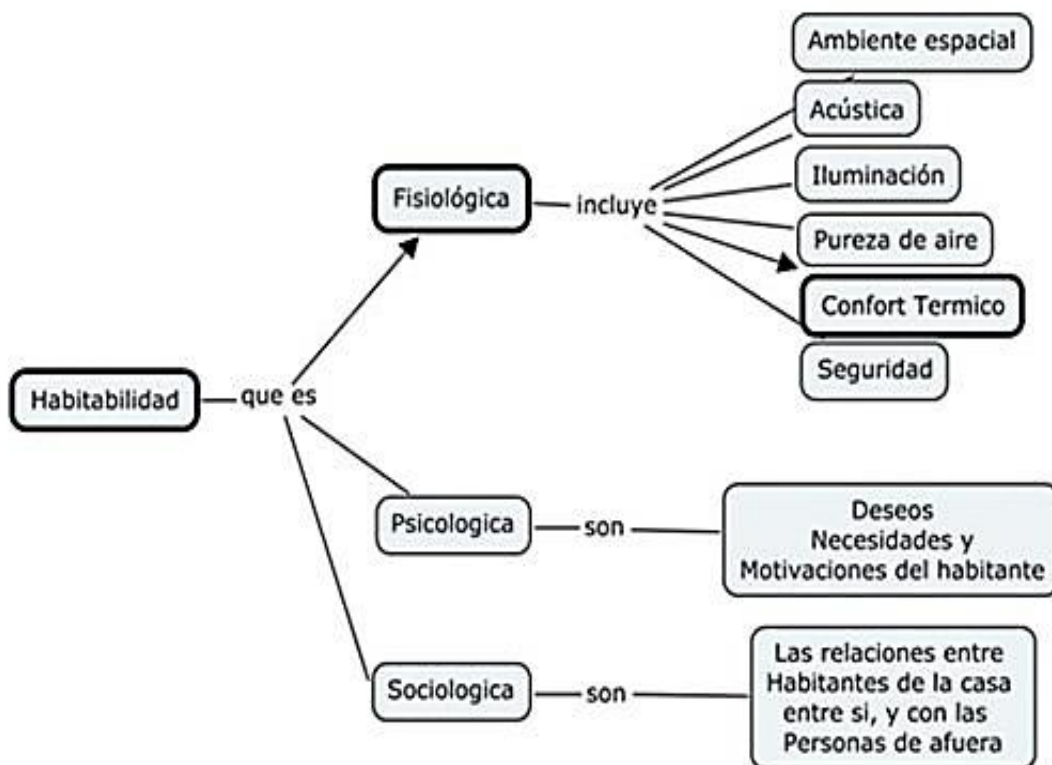 Ambiente espacial
Acústica
Iluminación
Pureza de aire
Confort Termico
Seguridad
Fisiológica
incluye
Habitabilidad
que es
Psicologica
son
Deseos
Necesidades y
Motivaciones del habitante
Sociologica
son
Las relaciones entre
Habitantes de la casa
entre si, y con las
Personas de afuera